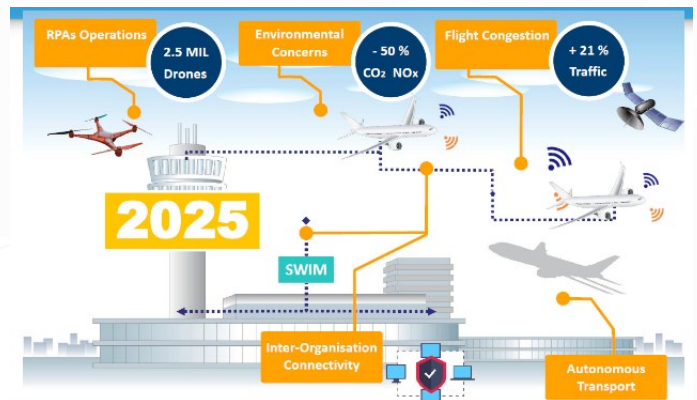 RPAs Operations
2.5 MIL
Drones
Environmental
Concerns
- 50 %
CO₂ NOx
Flight Congestion
+ 21 %
Traffic
2025
SWIM
Inter-Organisation
Connectivity
Autonomous
Transport